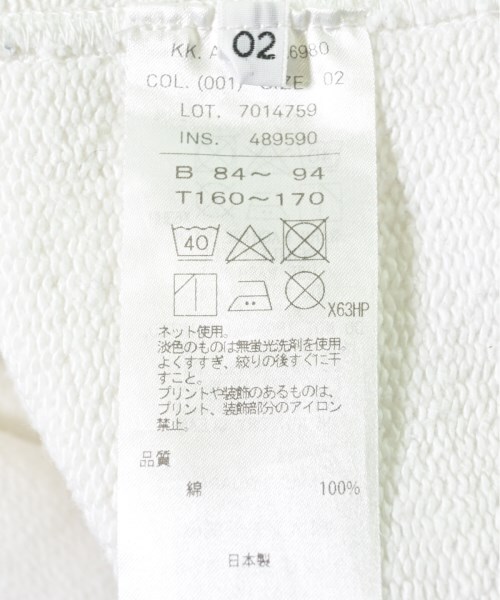 02
KK. A 6980
COL. (001) SIZE 02
LOT. 7014759
INS. 489590
B 84～ 94
T160～170
40
X63HP
ネット使用。
淡色のものは無蛍光洗剤を使用。
よくすすぎ、絞りの後すぐに干
すこと。
プリントや装飾のあるものは、
プリント、装飾部分のアイロン
禁止。
品質
綿 100%
日本製